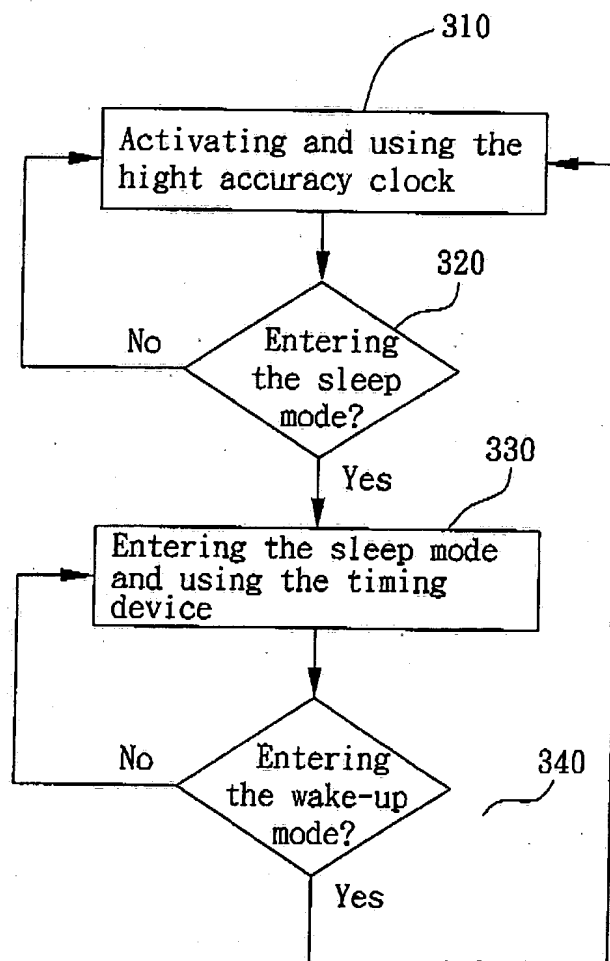 310
Activating and using the
hight accuracy clock
320
No
Entering
the sleep
mode?
330
Yes
Entering the sleep mode
and using the timing
device
No
Entering
the wake-up
mode?
340
Yes